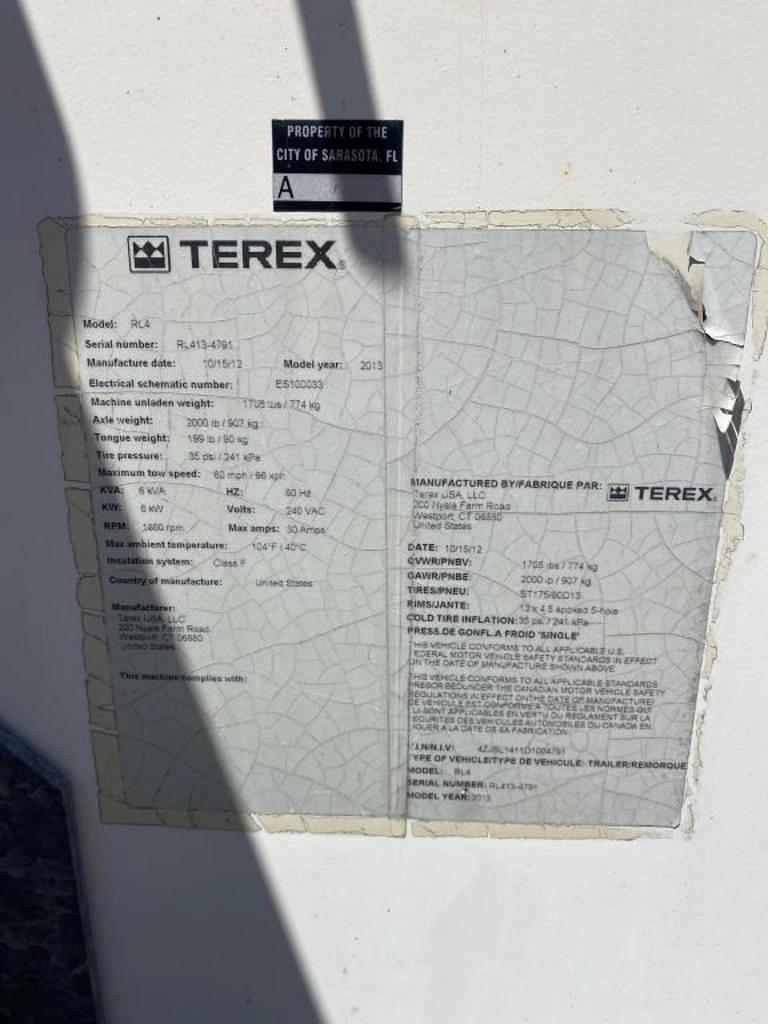 PROPERTY OF THE
CITY OF SARASOTA, FL
A
TEREX®
Model: RL4
Serial number: RL413-4791
Manufacture date: 10/15/12 Model year: 2013
Electrical schematic number: ES100033
Machine unladen weight: 1706 lbs / 774 kg
Axle weight: 2000 lb / 907 kg
Tongue weight: 199 lb / 90 kg
Tire pressure: 35 psi / 241 kPa
Maximum tow speed: 60 mph / 96 kph
KVA: 6 kVA HZ: 60 Hz
KW: 6 kW Volts: 240 VAC
RPM: 1860 rpm Max amps: 30 Amps
Max ambient temperature: 104°F / 40°C
Insulation system: Class F
Country of manufacture: United States
Manufacturer:
Terex USA, LLC
200 Nyala Farm Road
Westport, CT 06880
United States
This machine complies with:
MANUFACTURED BY/FABRIQUE PAR: TEREX®
Terex USA, LLC
200 Nyala Farm Road
Westport, CT 06880
United States
DATE: 10/15/12
GVWR/PNBV: 1706 lbs / 774 kg
GAWR/PNBE: 2000 lb / 907 kg
TIRES/PNEU: ST175/80D13
RIMS/JANTE: 13 x 4.5 spoked 5-hole
COLD TIRE INFLATION: 35 psi / 241 kPa
PRESS.DE GONFL.A FROID 'SINGLE'
THIS VEHICLE CONFORMS TO ALL APPLICABLE U.S.
FEDERAL MOTOR VEHICLE SAFETY STANDARDS IN EFFECT
ON THE DATE OF MANUFACTURE SHOWN ABOVE.
THIS VEHICLE CONFORMS TO ALL APPLICABLE STANDARDS
PRESCR BEDUNDER THE CANADIAN MOTOR VEHICLE SAFETY
REGULATIONS IN EFFECT ONTHE DATE OF MANUFACTURE/
CE VEHICULE EST CONFORME A TOUTES LES NORMES QUI
LUI SONT APPLICABLES EN VERTU DU REGLEMENT SUR LA
ECURITES DES VEHICULES AUTOMOBILES DU CANADA EN
IGUER A LA DATE DE SA FABRICATION.
V.I.N/N.I.V: 4ZJSL1411D1004791
TYPE OF VEHICLE/TYPE DE VEHICULE: TRAILER/REMORQUE
MODEL: RL4
SERIAL NUMBER: RL413-4791
MODEL YEAR: 2013